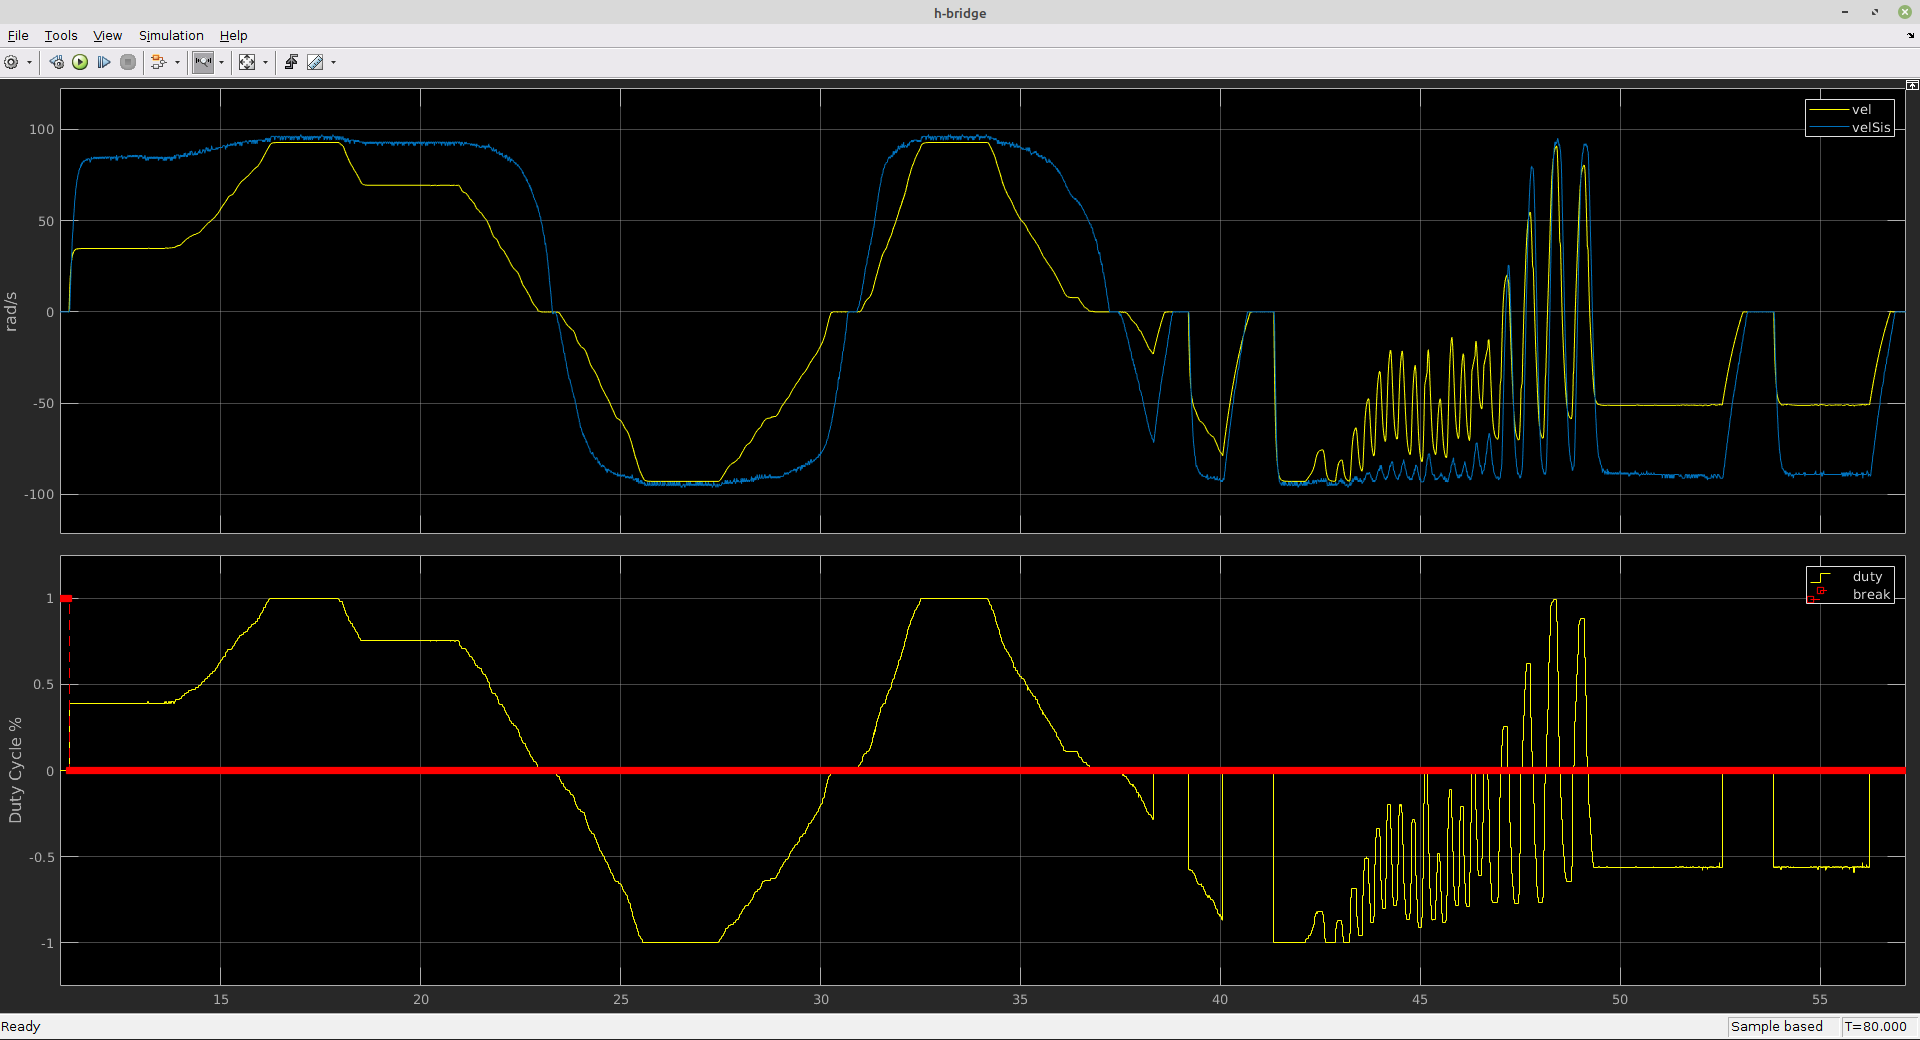 h-bridge
File Tools View Simulation Help
vel
velSis
100
50
0
-50
-100
rad/s
duty
break
1
0.5
0
-0.5
-1
Duty Cycle %
15 20 25 30 35 40 45 50 55
Ready Sample based T=80.000